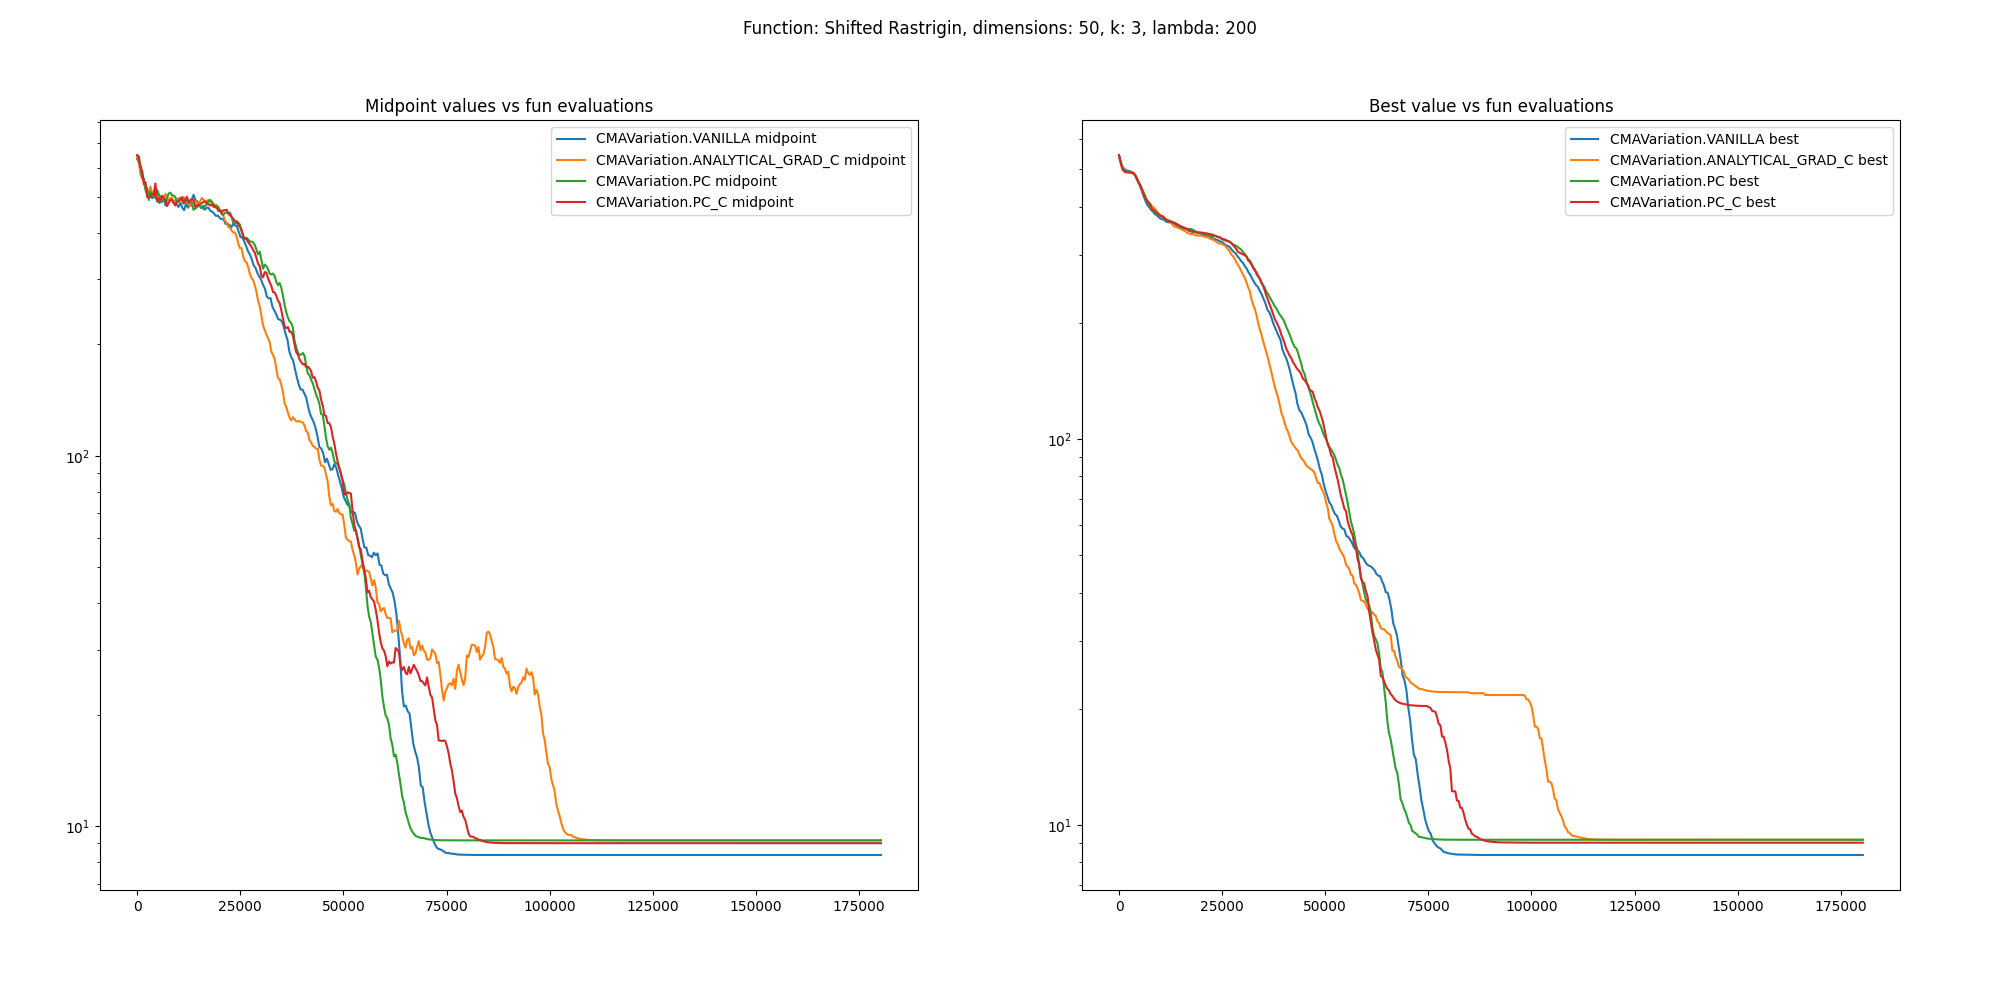 Function: Shifted Rastrigin, dimensions: 50, k: 3, lambda: 200
Midpoint values vs fun evaluations
CMAVariation.VANILLA midpoint
CMAVariation.ANALYTICAL_GRAD_C midpoint
CMAVariation.PC midpoint
CMAVariation.PC_C midpoint
10²
10¹
0 25000 50000 75000 100000 125000 150000 175000
Best value vs fun evaluations
CMAVariation.VANILLA best
CMAVariation.ANALYTICAL_GRAD_C best
CMAVariation.PC best
CMAVariation.PC_C best
10²
10¹
0 25000 50000 75000 100000 125000 150000 175000